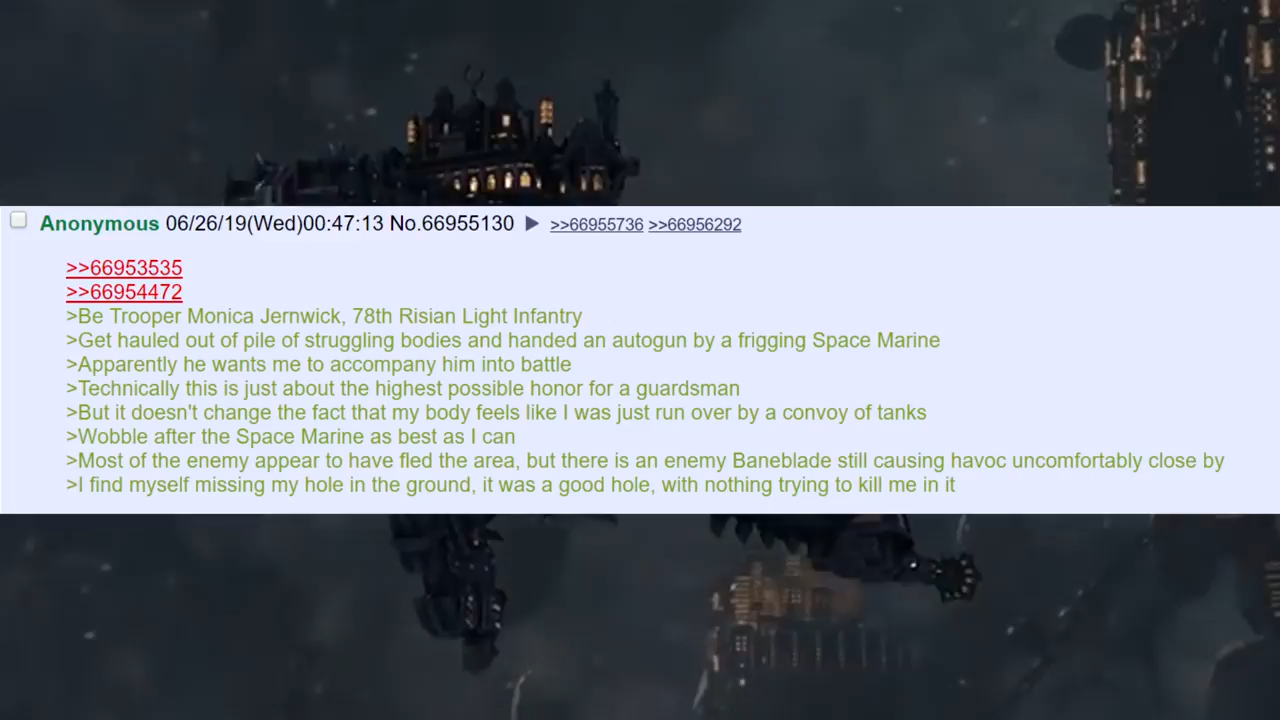 Anonymous 06/26/19(Wed)00:47:13 No.66955130 ▶ >>66955736 >>66956292
>>66953535
>>66954472
>Be Trooper Monica Jernwick, 78th Risian Light Infantry
>Get hauled out of pile of struggling bodies and handed an autogun by a frigging Space Marine
>Apparently he wants me to accompany him into battle
>Technically this is just about the highest possible honor for a guardsman
>But it doesn't change the fact that my body feels like I was just run over by a convoy of tanks
>Wobble after the Space Marine as best as I can
>Most of the enemy appear to have fled the area, but there is an enemy Baneblade still causing havoc uncomfortably close by
>I find myself missing my hole in the ground, it was a good hole, with nothing trying to kill me in it